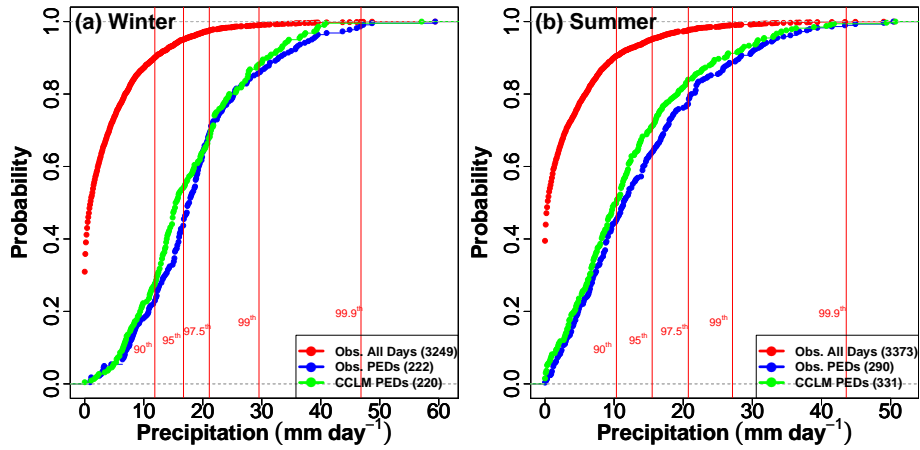 (a) Winter
Probability
1.0
0.8
0.6
0.4
0.2
0.0
90th
95th
97.5th
99th
99.9th
Obs. All Days (3249)
Obs. PEDs (222)
CCLM PEDs (220)
0 10 20 30 40 50 60
Precipitation (mm day⁻¹)
(b) Summer
Probability
1.0
0.8
0.6
0.4
0.2
0.0
90th
95th
97.5th
99th
99.9th
Obs. All Days (3373)
Obs. PEDs (290)
CCLM PEDs (331)
0 10 20 30 40 50
Precipitation (mm day⁻¹)